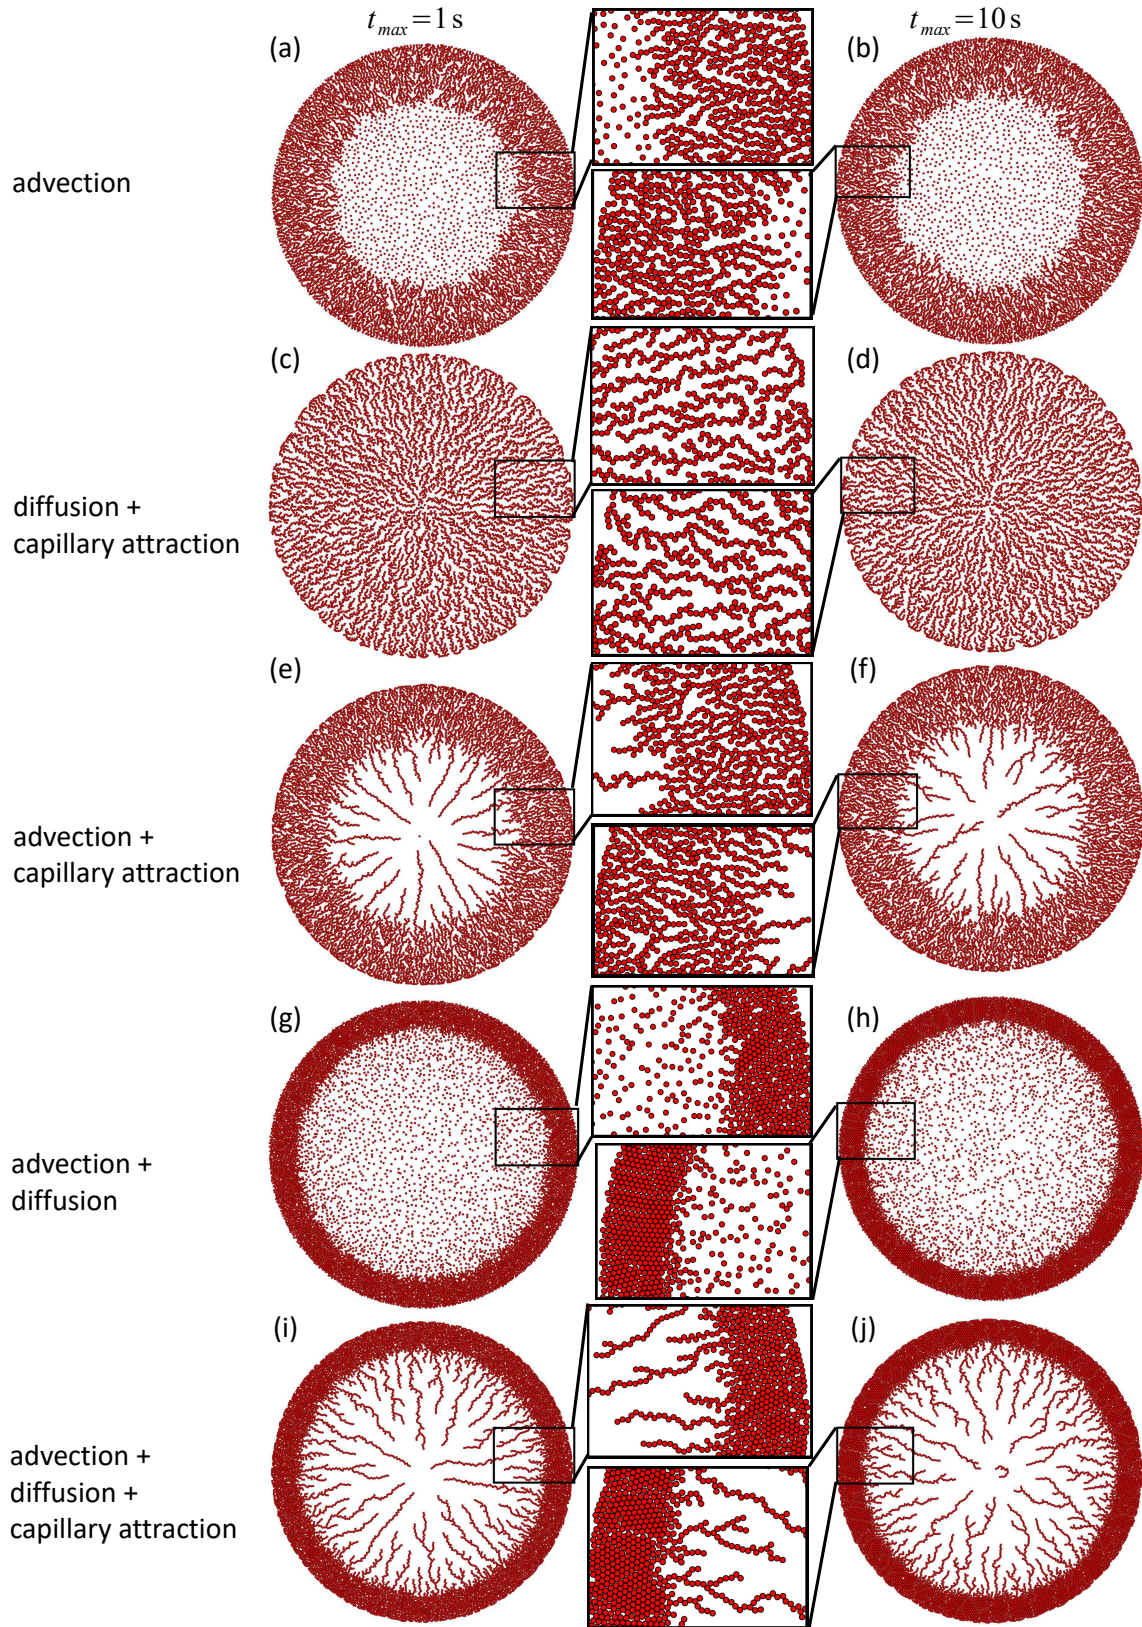 t_max = 1 s
t_max = 10 s
(a)
(b)
advection
(c)
(d)
diffusion +
capillary attraction
(e)
(f)
advection +
capillary attraction
(g)
(h)
advection +
diffusion
(i)
(j)
advection +
diffusion +
capillary attraction